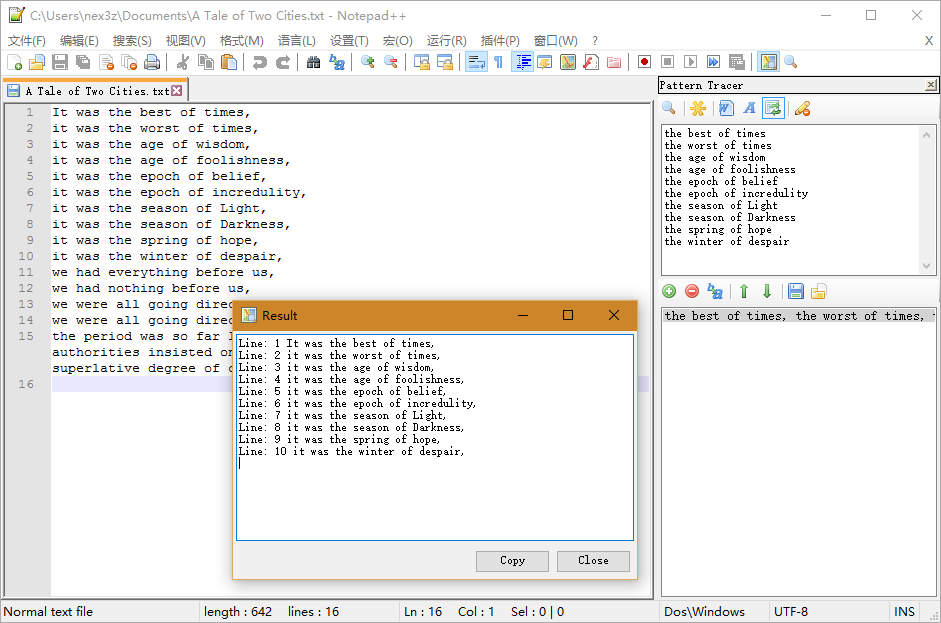 C:\Users\nex3z\Documents\A Tale of Two Cities.txt - Notepad++
文件(F) 编辑(E) 搜索(S) 视图(V) 格式(M) 语言(L) 设置(T) 宏(O) 运行(R) 插件(P) 窗口(W) ? X
A Tale of Two Cities.txt
1 It was the best of times,
2 it was the worst of times,
3 it was the age of wisdom,
4 it was the age of foolishness,
5 it was the epoch of belief,
6 it was the epoch of incredulity,
7 it was the season of Light,
8 it was the season of Darkness,
9 it was the spring of hope,
10 it was the winter of despair,
11 we had everything before us,
12 we had nothing before us,
13 we were all going direc
14 we were all going direc
15 the period was so far l
authorities insisted on
superlative degree of c
16
Result
Line: 1 It was the best of times,
Line: 2 it was the worst of times,
Line: 3 it was the age of wisdom,
Line: 4 it was the age of foolishness,
Line: 5 it was the epoch of belief,
Line: 6 it was the epoch of incredulity,
Line: 7 it was the season of Light,
Line: 8 it was the season of Darkness,
Line: 9 it was the spring of hope,
Line: 10 it was the winter of despair,
Copy Close
Pattern Tracer
the best of times
the worst of times
the age of wisdom
the age of foolishness
the epoch of belief
the epoch of incredulity
the season of Light
the season of Darkness
the spring of hope
the winter of despair
the best of times, the worst of times,
Normal text file length : 642 lines : 16 Ln : 16 Col : 1 Sel : 0 | 0 Dos\Windows UTF-8 INS